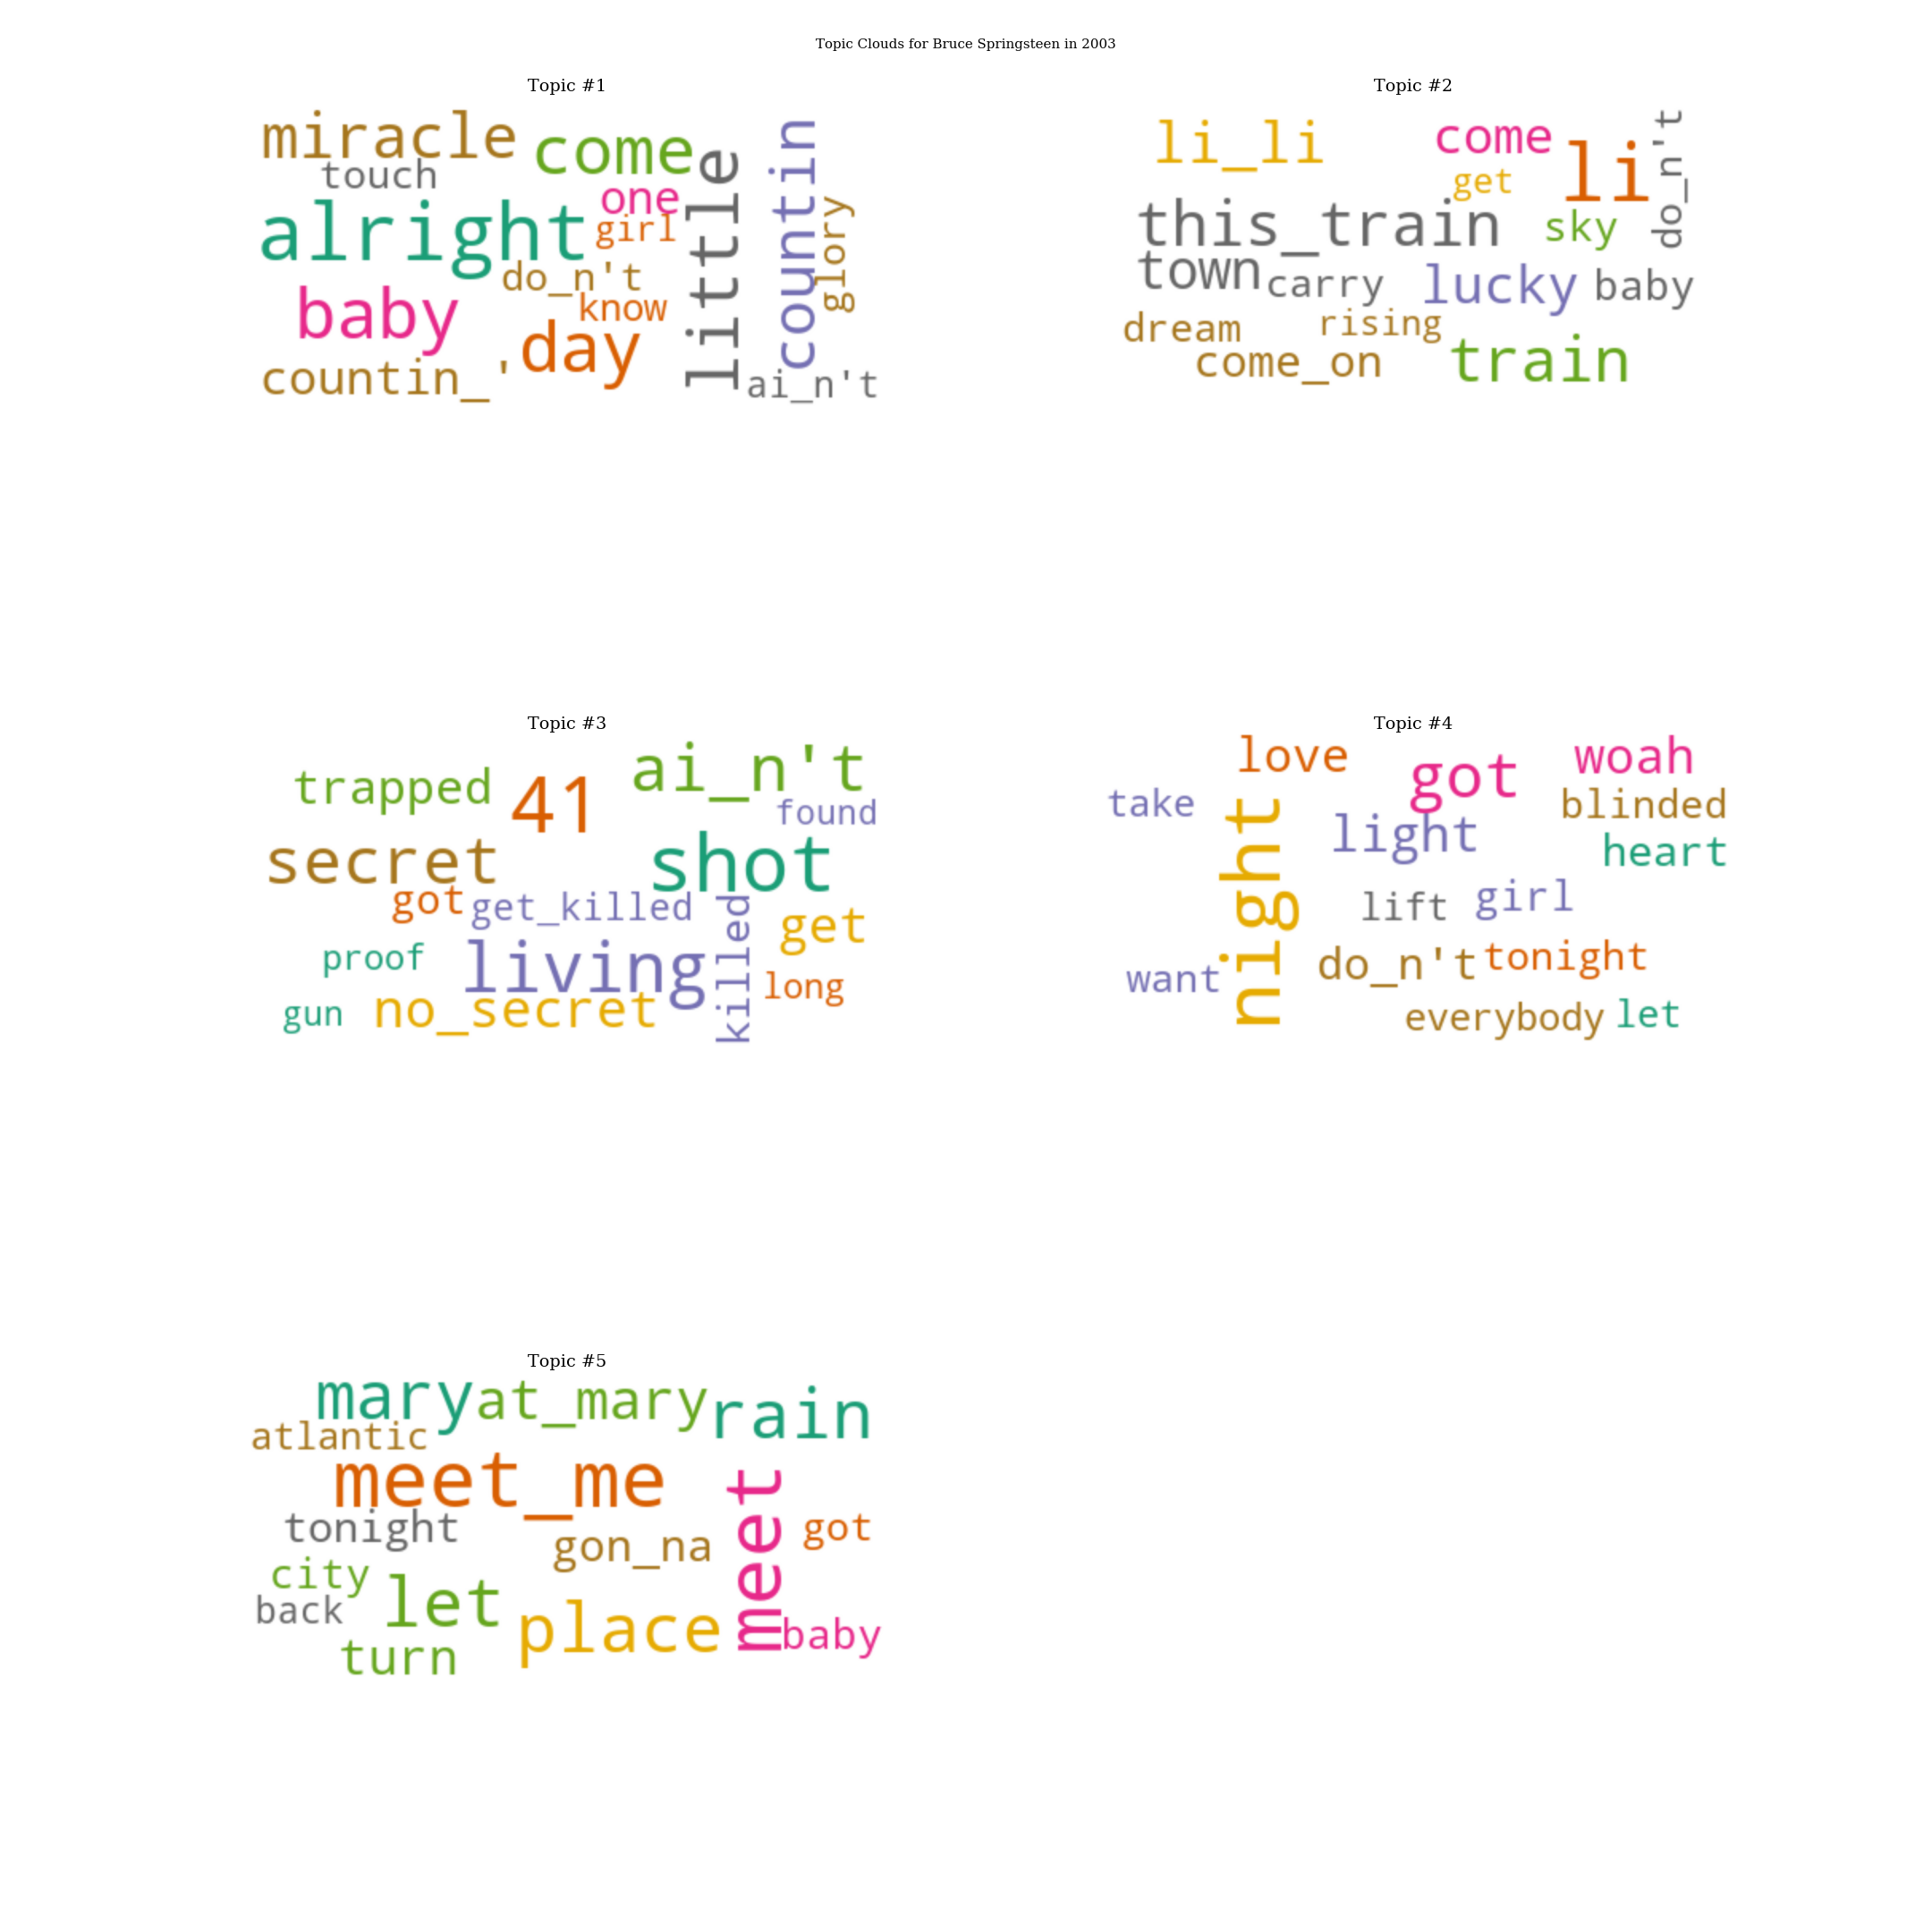 Topic Clouds for Bruce Springsteen in 2003
Topic #1
miracle
come
touch
one
alright
girl
little
countin
glory
do_n't
baby
know
day
countin_'
ai_n't
Topic #2
li_li
come
li
do_n't
get
this_train
sky
town
carry
lucky
baby
dream
rising
come_on
train
Topic #3
trapped
41
ai_n't
found
secret
shot
got
get_killed
killed
get
proof
living
long
gun
no_secret
Topic #4
love
got
woah
take
night
light
blinded
heart
lift
girl
want
do_n't
tonight
everybody
let
Topic #5
mary
at_mary
rain
atlantic
meet_me
meet
tonight
gon_na
got
city
back
let
place
baby
turn